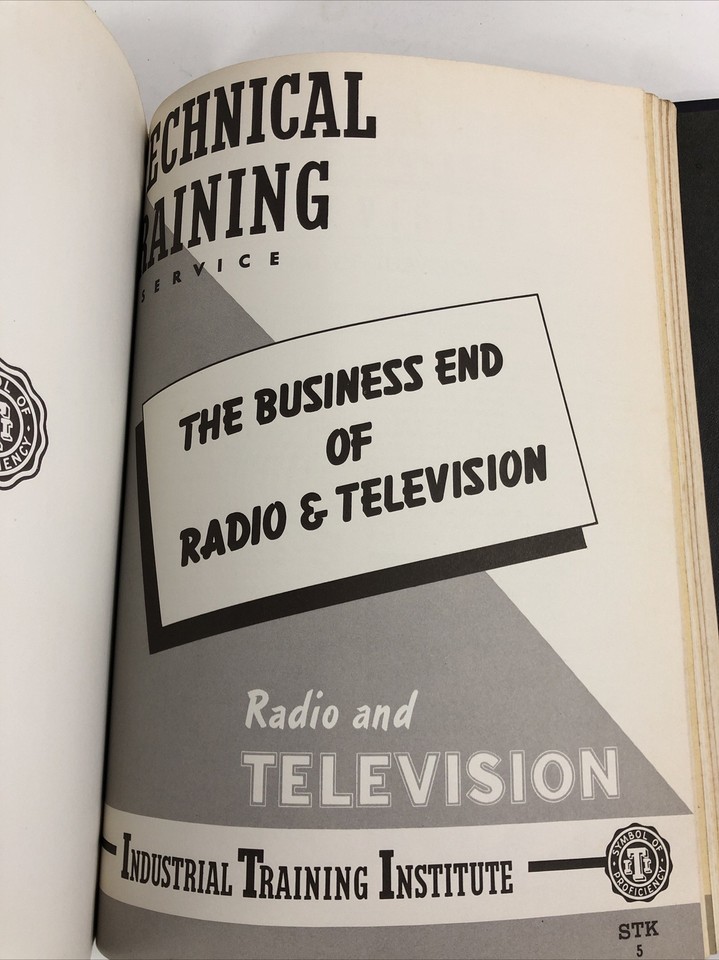 ECHNICAL
RAINING
SERVICE
THE BUSINESS END
OF
RADIO & TELEVISION
Radio and
TELEVISION
INDUSTRIAL TRAINING INSTITUTE
SYMBOL OF
ITI
PROFICIENCY
STK
5